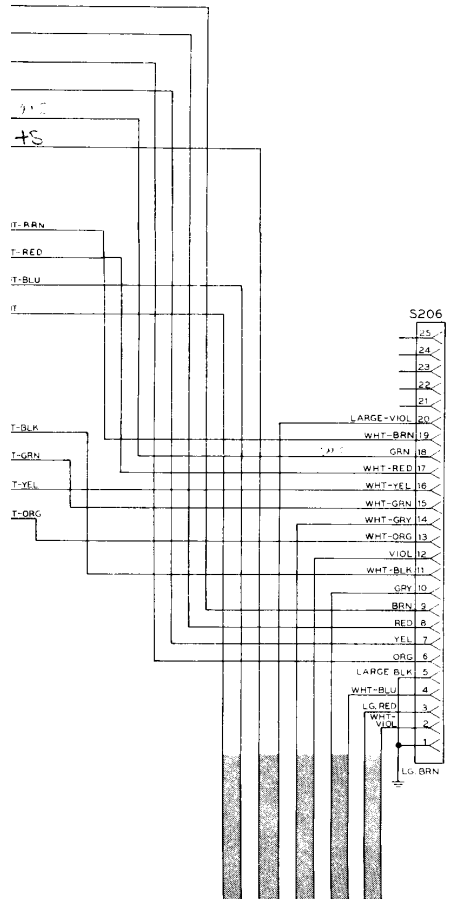 +S
T-BRN
T-RED
T-BLU
T
S206
25
24
23
22
21
LARGE-VIOL 20
WHT-BRN 19
T-BLK
GRN 18
T-GRN
WHT-RED 17
T-YEL
WHT-YEL 16
WHT-GRN 15
T-ORG
WHT-GRY 14
WHT-ORG 13
VIOL 12
WHT-BLK 11
GRY 10
BRN 9
RED 8
YEL 7
ORG 6
LARGE BLK 5
WHT-BLU 4
LG. RED 3
WHT-VIOL 2
1
LG. BRN